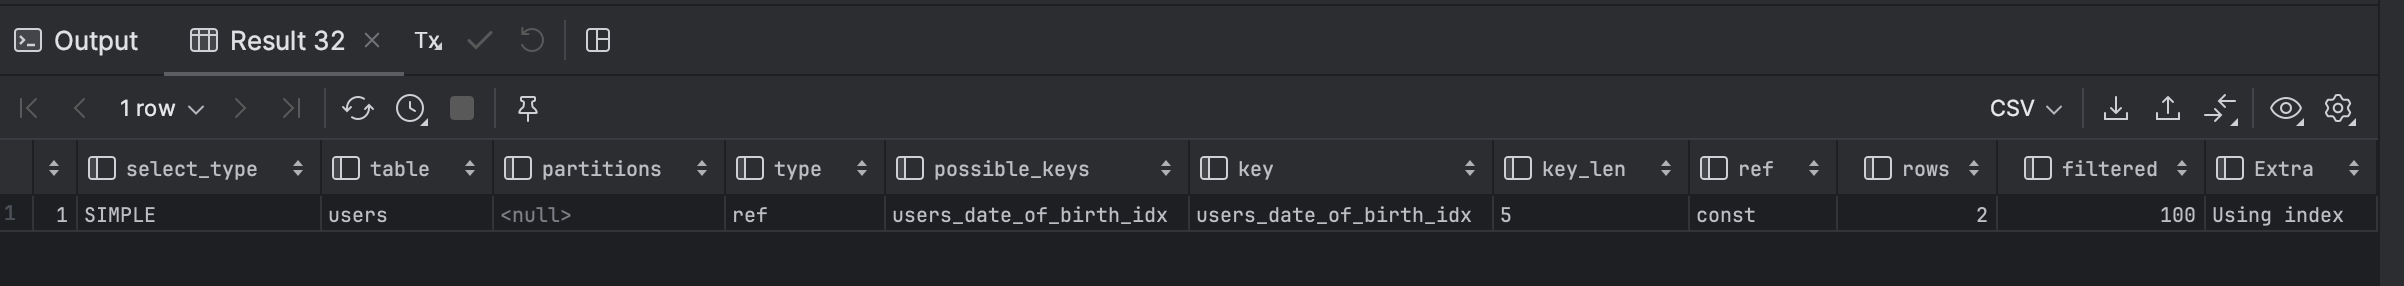 Output Result 32 Tx
1 row CSV
select_type table partitions type possible_keys key key_len ref rows filtered Extra
1 1 SIMPLE users <null> ref users_date_of_birth_idx users_date_of_birth_idx 5 const 2 100 Using index